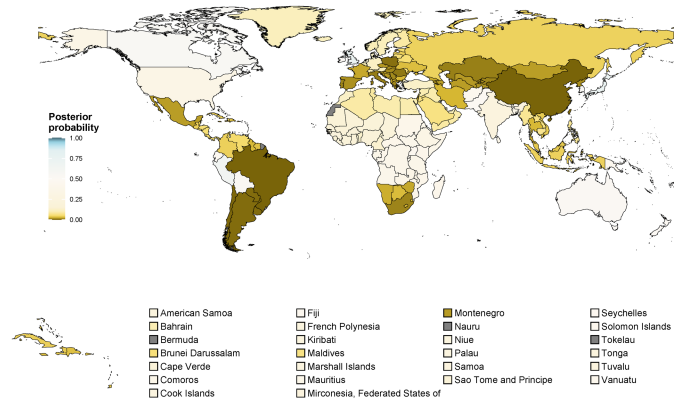 Posterior
probability
1.00
0.75
0.50
0.25
0.00
American Samoa
Bahrain
Bermuda
Brunei Darussalam
Cape Verde
Comoros
Cook Islands
Fiji
French Polynesia
Kiribati
Maldives
Marshall Islands
Mauritius
Mirconesia, Federated States of
Montenegro
Nauru
Niue
Palau
Samoa
Sao Tome and Principe
Seychelles
Solomon Islands
Tokelau
Tonga
Tuvalu
Vanuatu